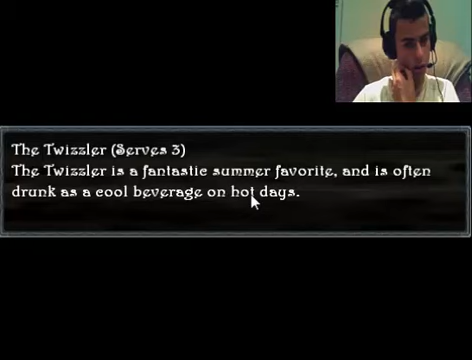 The Twizzler (Serves 3)
The Twizzler is a fantastic summer favorite, and is often
drunk as a cool beverage on hot days.